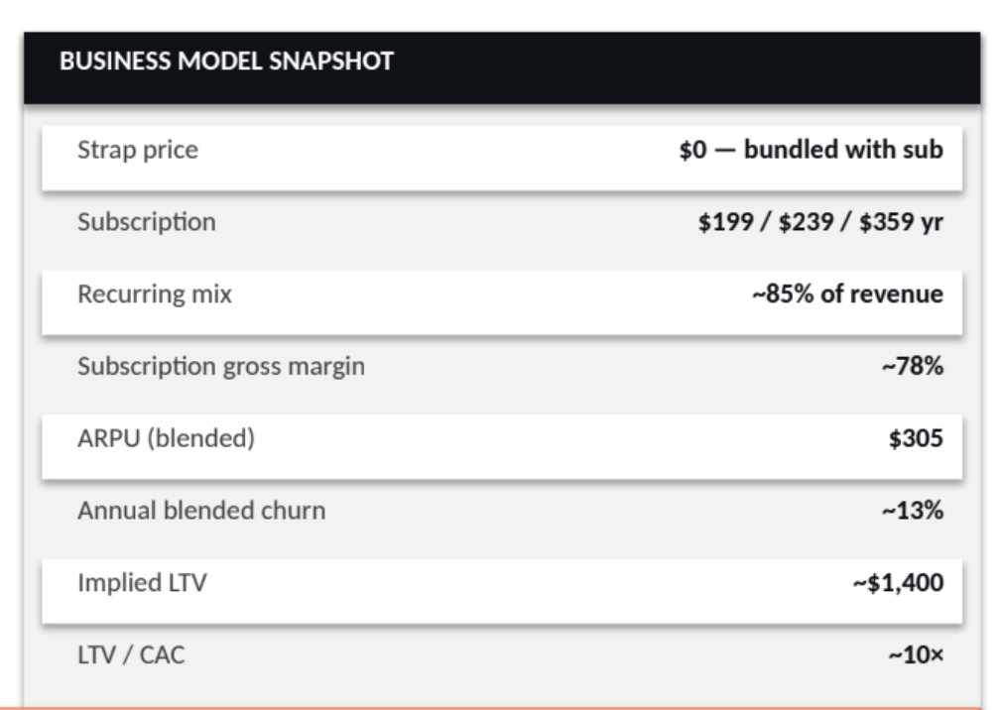 BUSINESS MODEL SNAPSHOT
Strap price $0 — bundled with sub
Subscription $199 / $239 / $359 yr
Recurring mix ~85% of revenue
Subscription gross margin ~78%
ARPU (blended) $305
Annual blended churn ~13%
Implied LTV ~$1,400
LTV / CAC ~10×